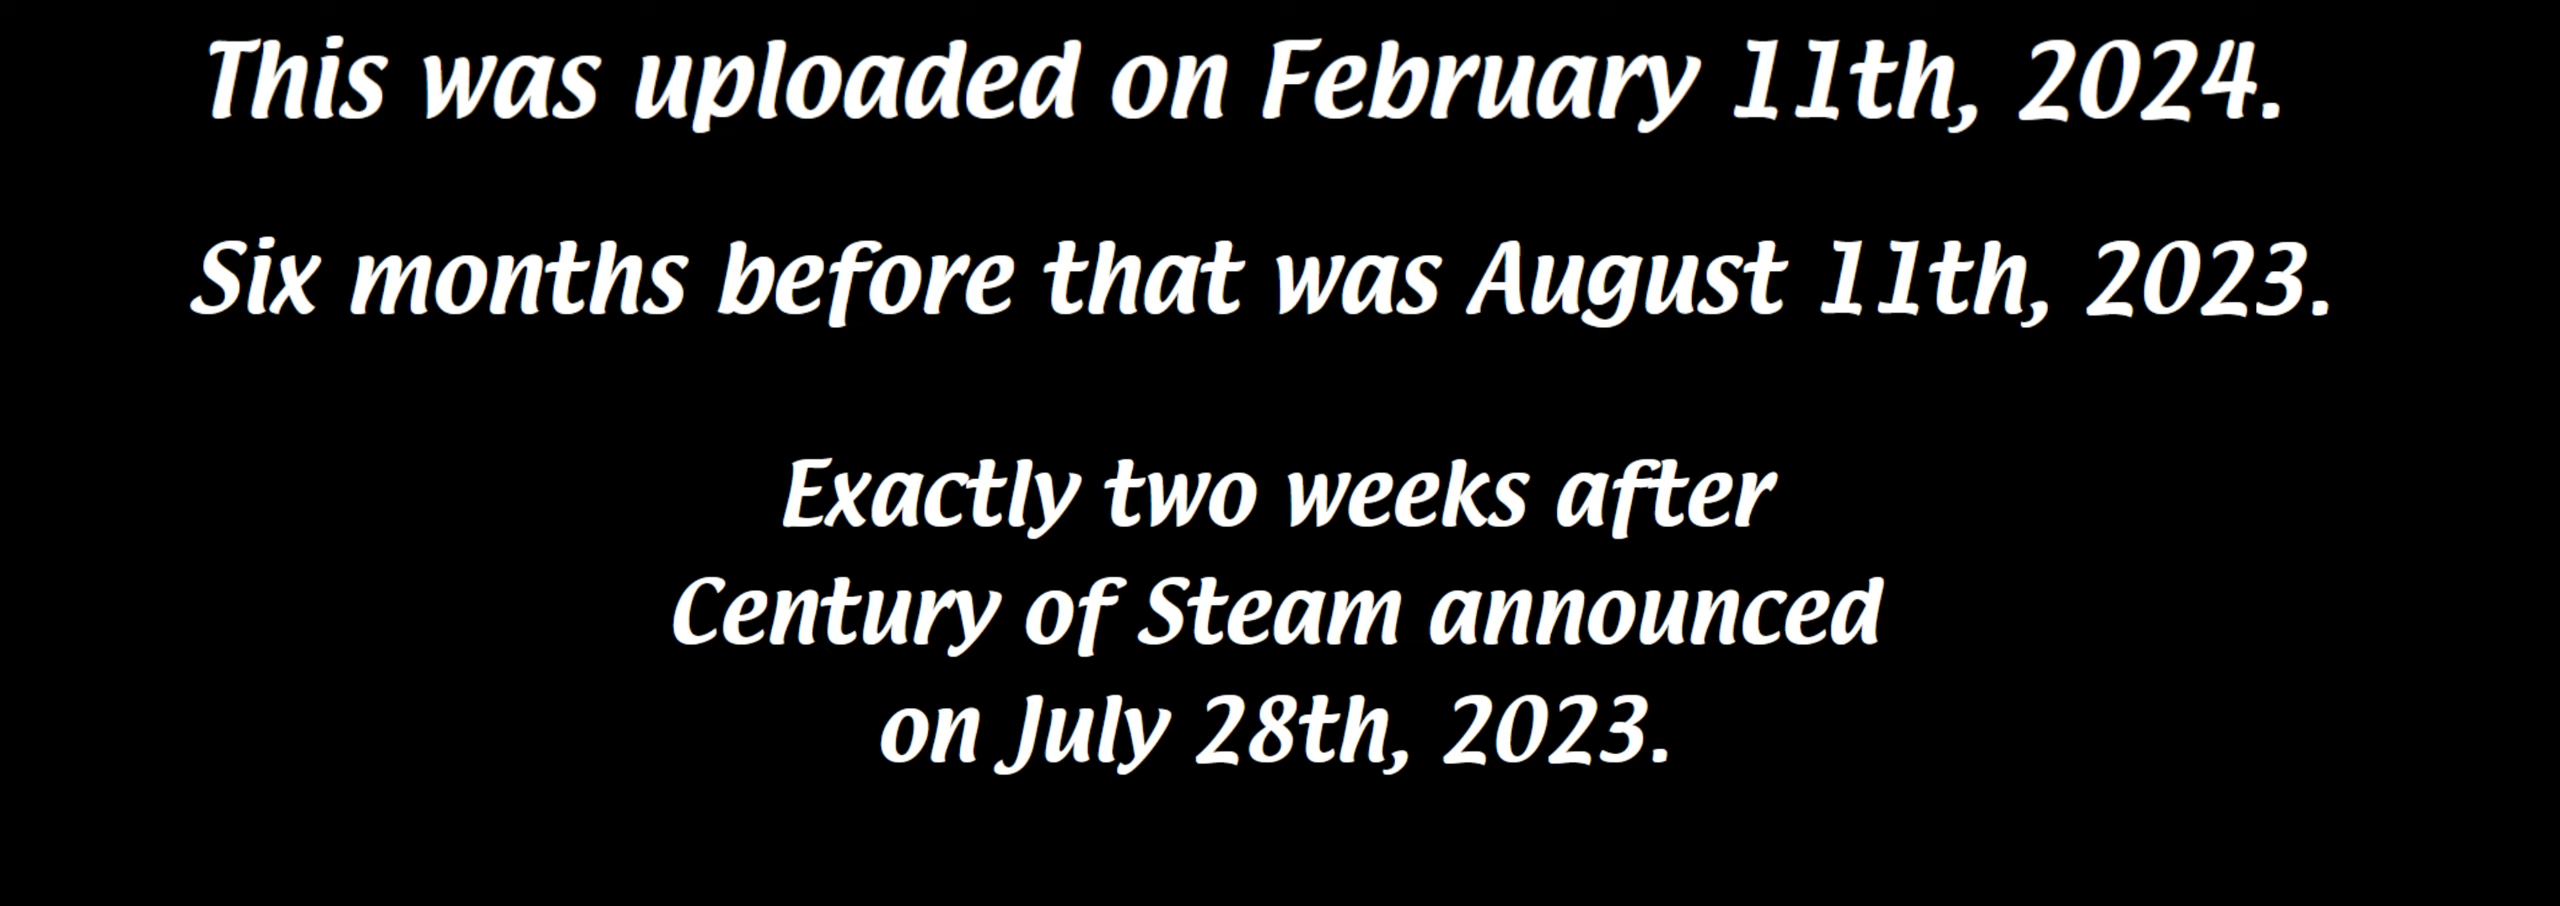 This was uploaded on February 11th, 2024.
Six months before that was August 11th, 2023.
Exactly two weeks after
Century of Steam announced
on July 28th, 2023.